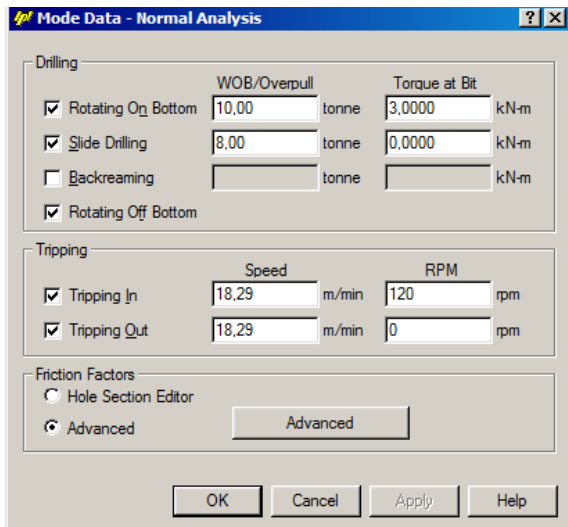 Mode Data - Normal Analysis
Drilling
WOB/Overpull Torque at Bit
Rotating On Bottom 10,00 tonne 3,0000 kN-m
Slide Drilling 8,00 tonne 0,0000 kN-m
Backreaming tonne kN-m
Rotating Off Bottom
Tripping
Speed RPM
Tripping In 18,29 m/min 120 rpm
Tripping Out 18,29 m/min 0 rpm
Friction Factors
Hole Section Editor
Advanced Advanced
OK Cancel Apply Help